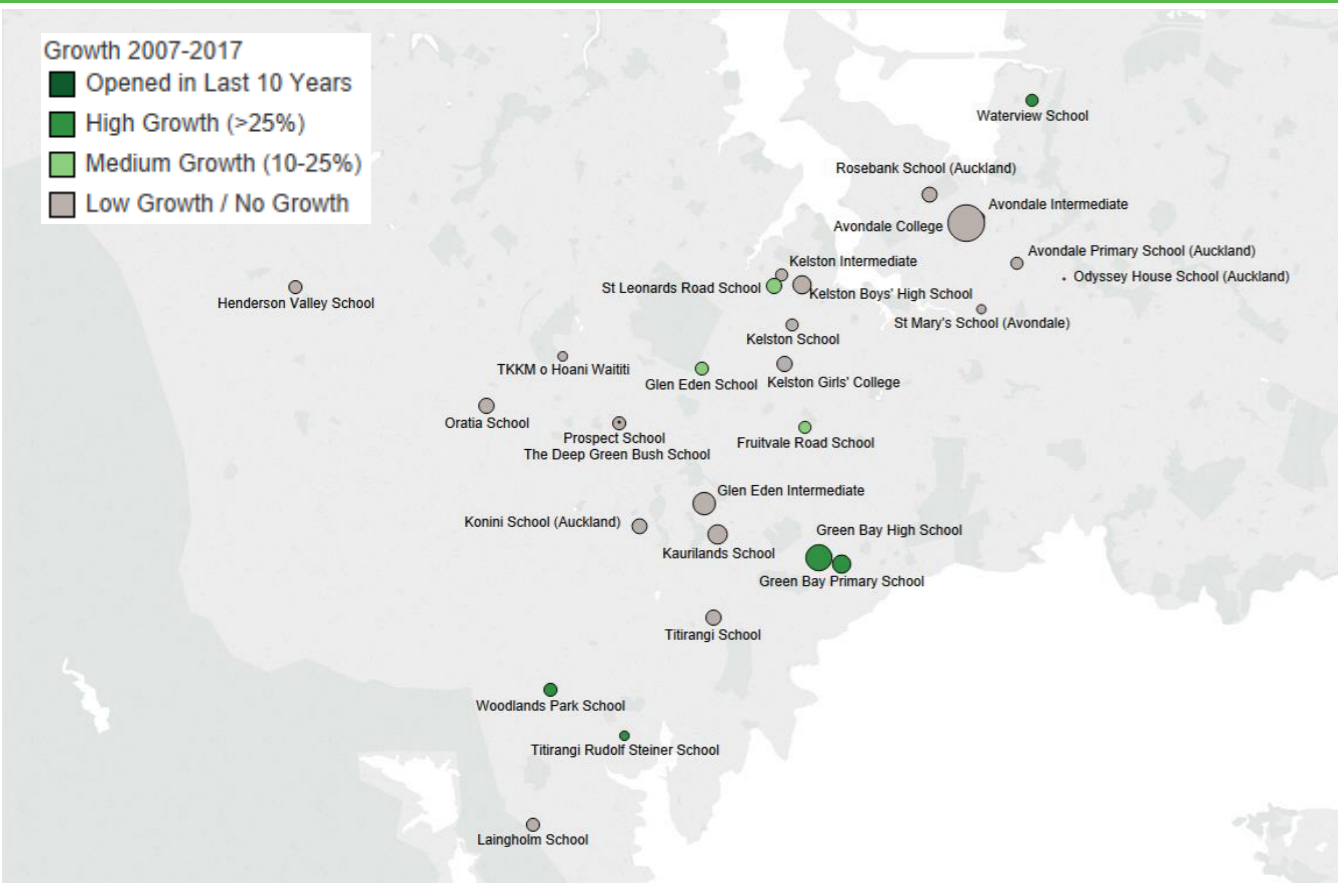 Growth 2007-2017
Opened in Last 10 Years
High Growth (>25%)
Medium Growth (10-25%)
Low Growth / No Growth
Waterview School
Rosebank School (Auckland)
Avondale Intermediate
Avondale College
Avondale Primary School (Auckland)
Kelston Intermediate
Odyssey House School (Auckland)
St Leonards Road School
Kelston Boys' High School
Henderson Valley School
St Mary's School (Avondale)
Kelston School
TKKM o Hoani Waititi
Glen Eden School
Kelston Girls' College
Oratia School
Prospect School
Fruitvale Road School
The Deep Green Bush School
Glen Eden Intermediate
Konini School (Auckland)
Green Bay High School
Kaurilands School
Green Bay Primary School
Titirangi School
Woodlands Park School
Titirangi Rudolf Steiner School
Laingholm School